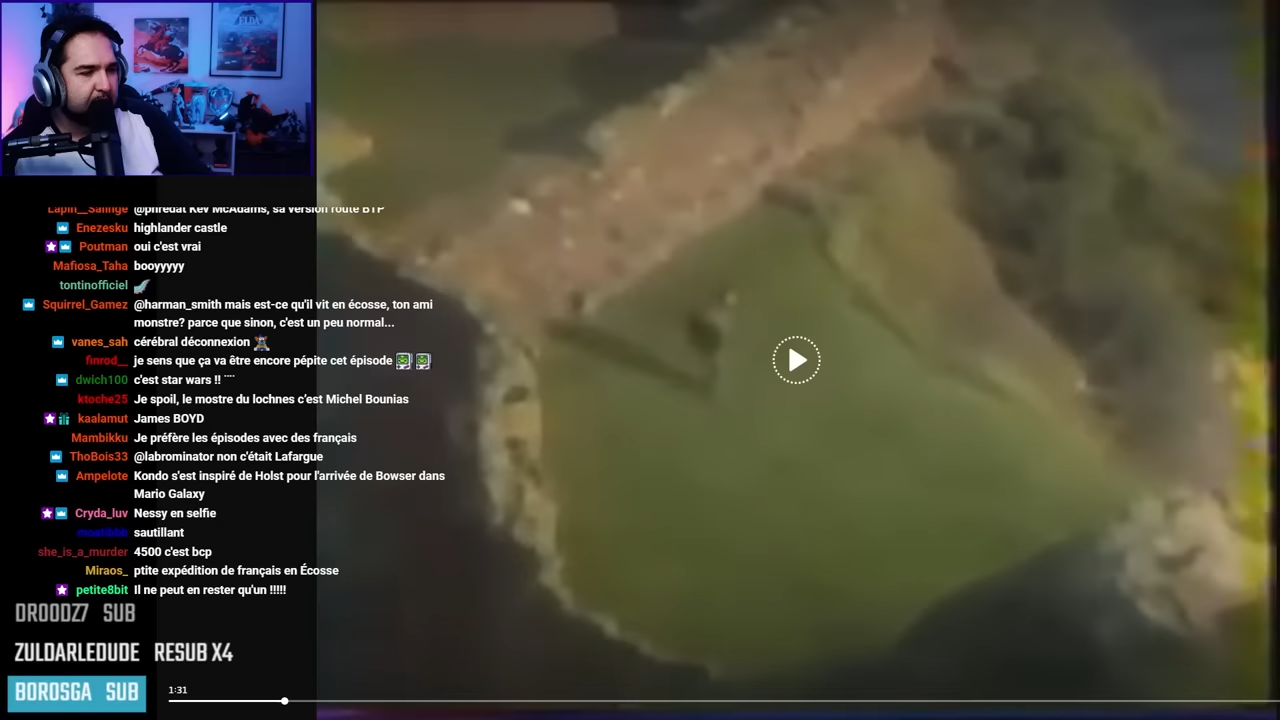 ZELDA
Lapin__Salinge @phredat Kev McAdams, sa version route BTP
Enezesku highlander castle
Poutman oui c'est vrai
Mafiosa_Taha booyyyyy
tontinofficiel
Squirrel_Gamez @harman_smith mais est-ce qu'il vit en écosse, ton ami
monstre? parce que sinon, c'est un peu normal...
vanes_sah cérébral déconnexion
finrod__ je sens que ça va être encore pépite cet épisode
dwich100 c'est star wars !! ¨¨
ktoche25 Je spoil, le mostre du lochnes c’est Michel Bounias
kaalamut James BOYD
Mambikku Je préfère les épisodes avec des français
ThoBois33 @labrominator non c'était Lafargue
Ampelote Kondo s'est inspiré de Holst pour l'arrivée de Bowser dans
Mario Galaxy
Cryda_luv Nessy en selfie
sautillant
she_is_a_murder 4500 c'est bcp
Miraos_ ptite expédition de français en Écosse
petite8bit Il ne peut en rester qu'un !!!!!
DROODZ7 SUB
ZULDARLEDUDE RESUB X4
BOROSGA SUB
1:31